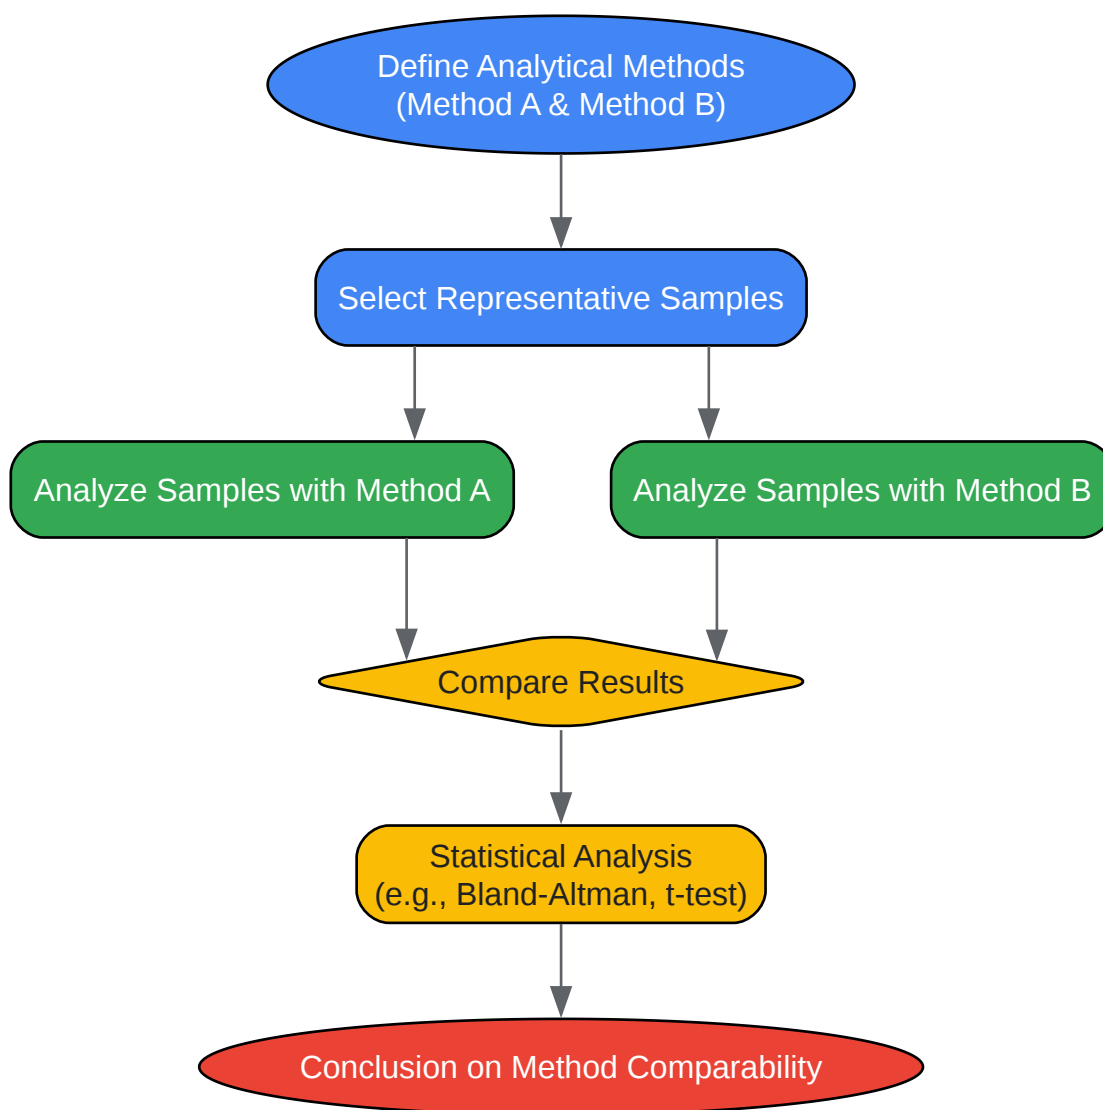 Define Analytical Methods
(Method A & Method B)
Select Representative Samples
Analyze Samples with Method A
Analyze Samples with Method B
Compare Results
Statistical Analysis
(e.g., Bland-Altman, t-test)
Conclusion on Method Comparability